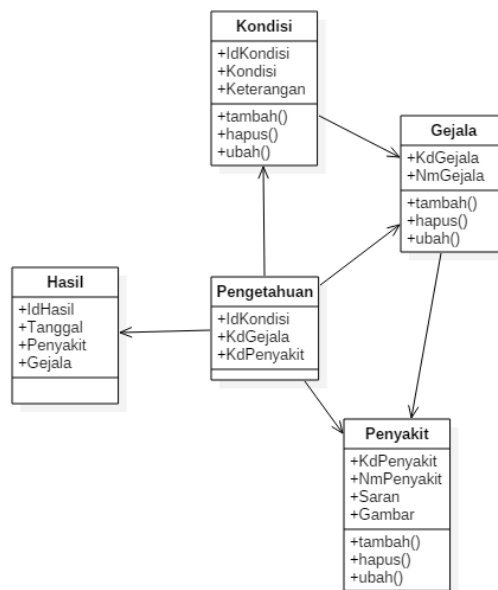 Kondisi
+IdKondisi
+Kondisi
+Keterangan
+tambah()
+hapus()
+ubah()
Gejala
+KdGejala
+NmGejala
+tambah()
+hapus()
+ubah()
Hasil
+IdHasil
+Tanggal
+Penyakit
+Gejala
Pengetahuan
+IdKondisi
+KdGejala
+KdPenyakit
Penyakit
+KdPenyakit
+NmPenyakit
+Saran
+Gambar
+tambah()
+hapus()
+ubah()